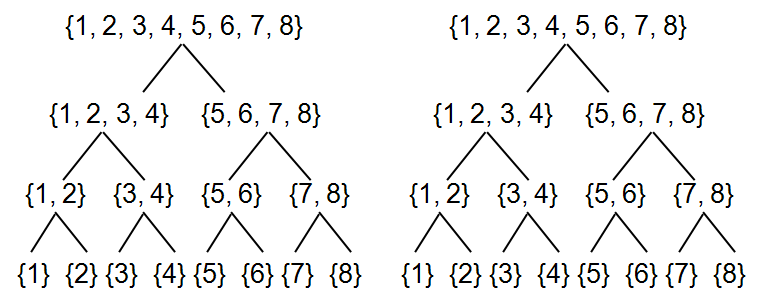 {1, 2, 3, 4, 5, 6, 7, 8} {1, 2, 3, 4, 5, 6, 7, 8}
{1, 2, 3, 4} {5, 6, 7, 8} {1, 2, 3, 4} {5, 6, 7, 8}
{1, 2} {3, 4} {5, 6} {7, 8} {1, 2} {3, 4} {5, 6} {7, 8}
{1} {2} {3} {4} {5} {6} {7} {8} {1} {2} {3} {4} {5} {6} {7} {8}